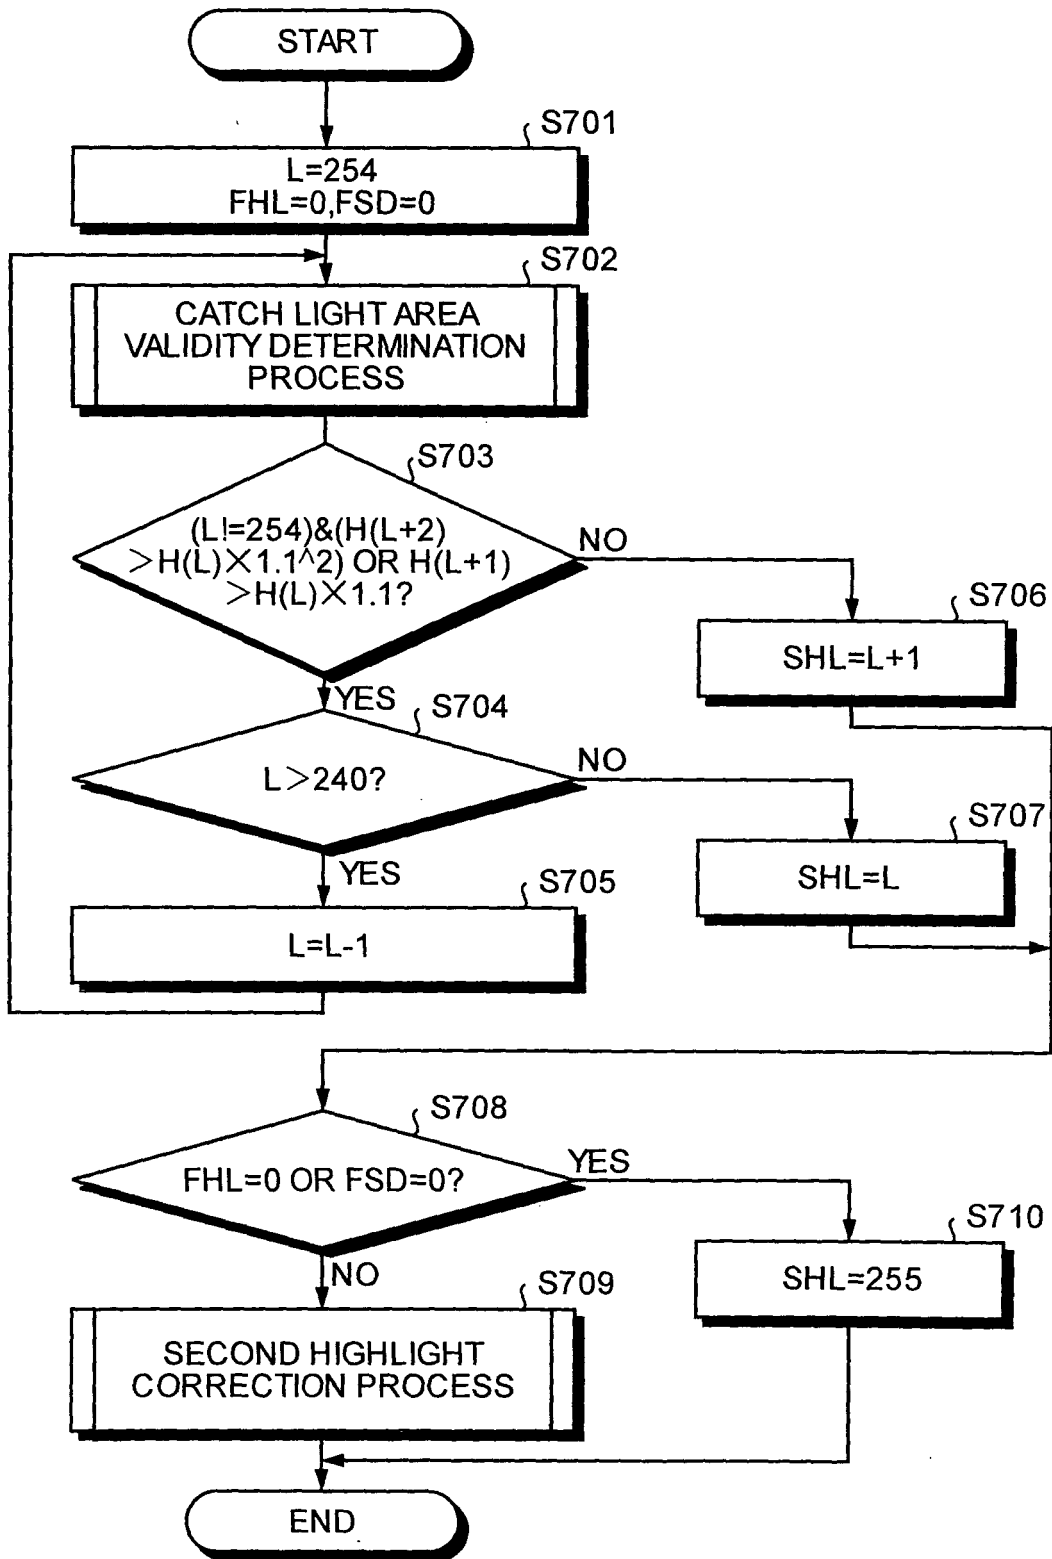 START
S701
L=254
FHL=0,FSD=0
S702
CATCH LIGHT AREA
VALIDITY DETERMINATION
PROCESS
S703
(L!=254)&(H(L+2)
>H(L)×1.1^2) OR H(L+1)
>H(L)×1.1?
NO
S706
SHL=L+1
YES
S704
L>240?
NO
S707
SHL=L
YES
S705
L=L-1
S708
FHL=0 OR FSD=0?
YES
S710
SHL=255
NO
S709
SECOND HIGHLIGHT
CORRECTION PROCESS
END